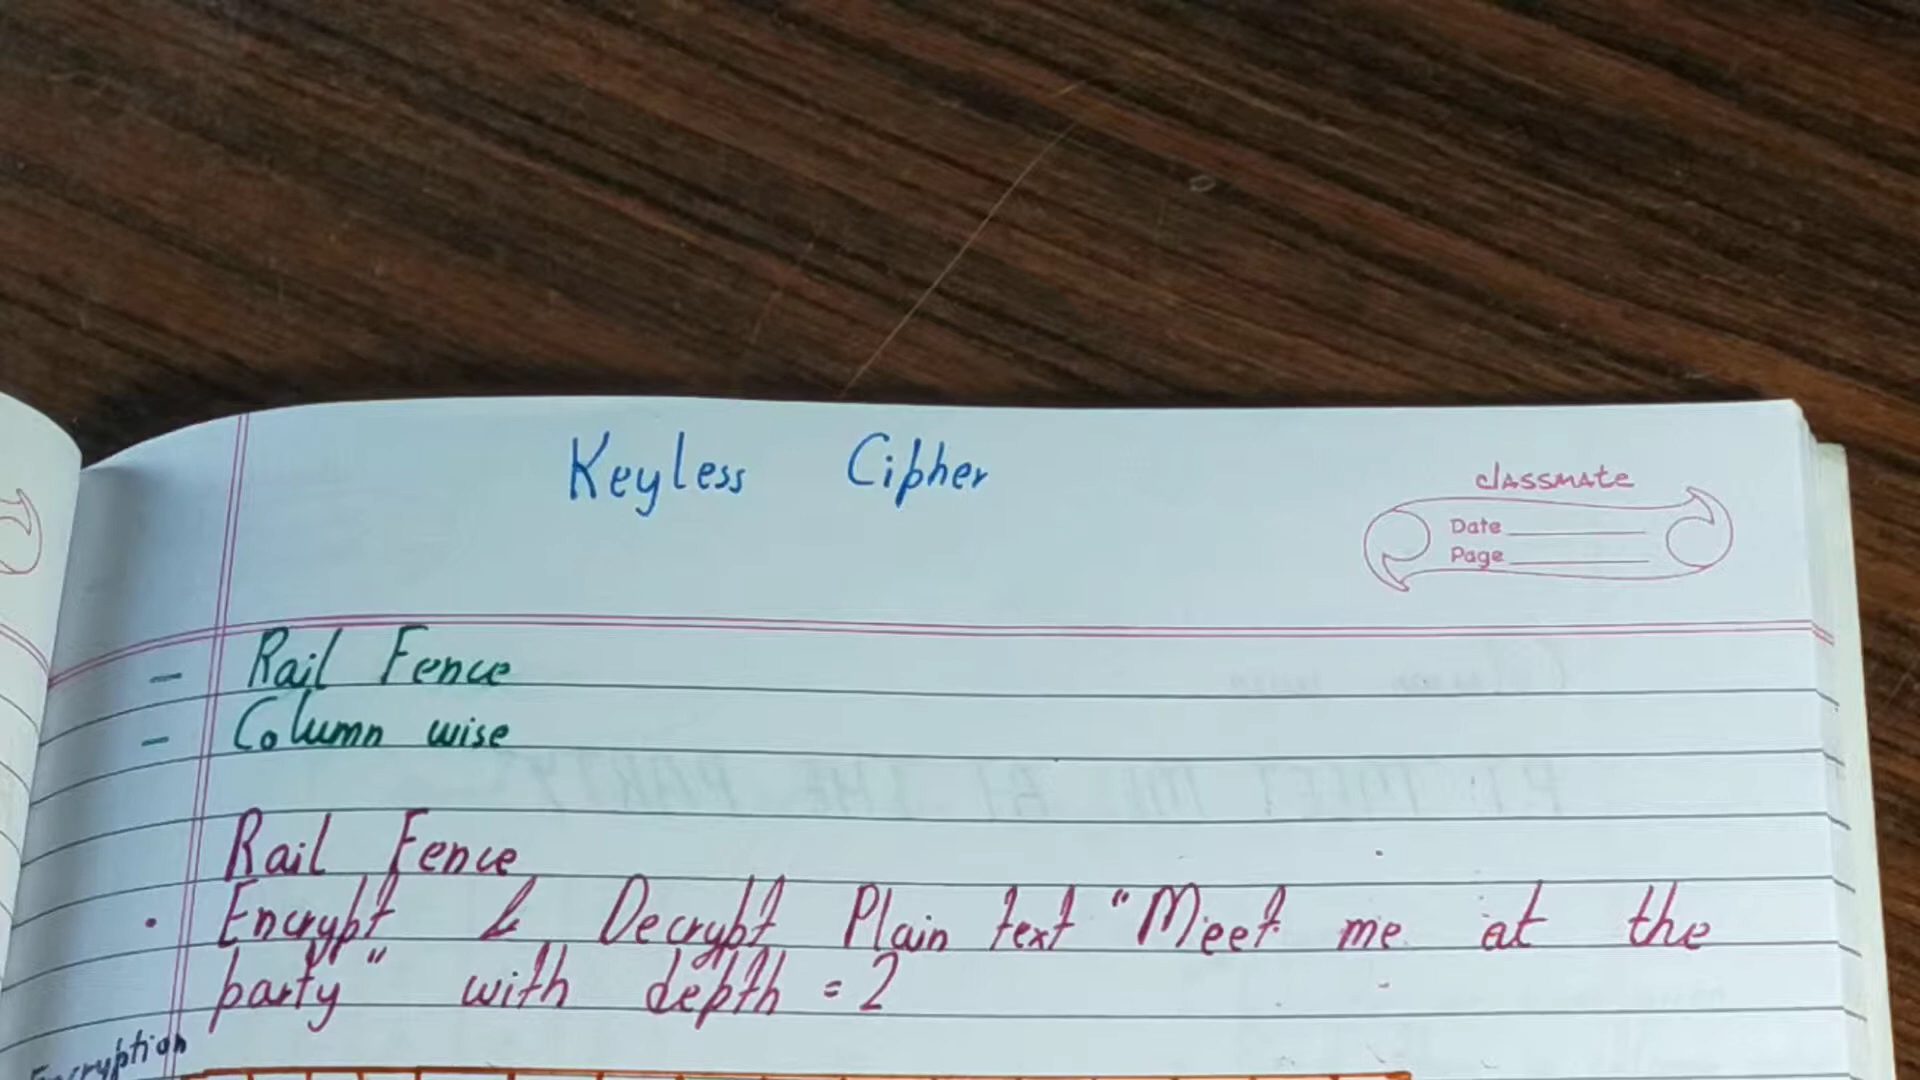 Keyless Cipher
classmate
Date
Page
- Rail Fence
- Column wise
Rail Fence
• Encrypt & Decrypt Plain text "Meet me at the
party" with depth = 2
Encryption